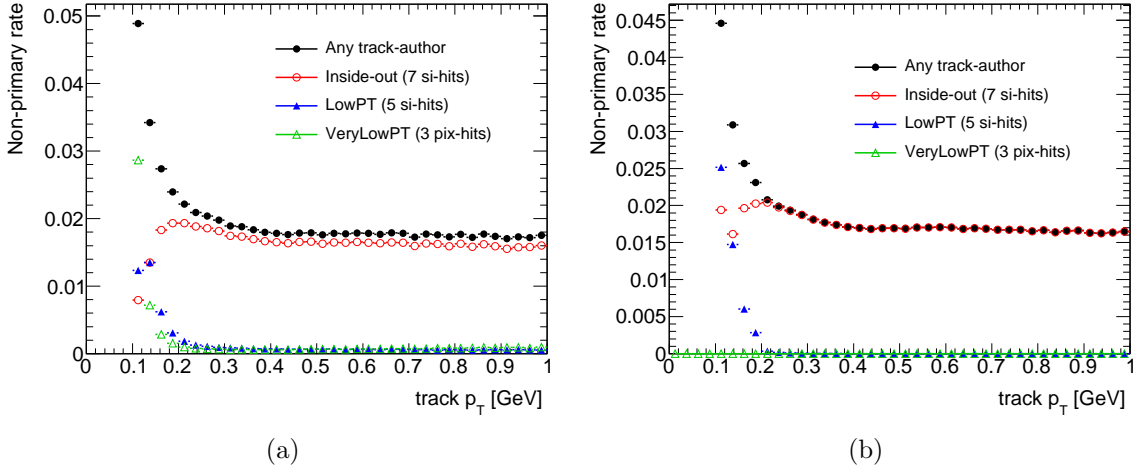 Non-primary rate
0.05
0.04
0.03
0.02
0.01
0
Any track-author
Inside-out (7 si-hits)
LowPT (5 si-hits)
VeryLowPT (3 pix-hits)
0 0.1 0.2 0.3 0.4 0.5 0.6 0.7 0.8 0.9 1
track p_T [GeV]
(a)
Non-primary rate
0.045
0.04
0.035
0.03
0.025
0.02
0.015
0.01
0.005
0
Any track-author
Inside-out (7 si-hits)
LowPT (5 si-hits)
VeryLowPT (3 pix-hits)
0 0.1 0.2 0.3 0.4 0.5 0.6 0.7 0.8 0.9 1
track p_T [GeV]
(b)